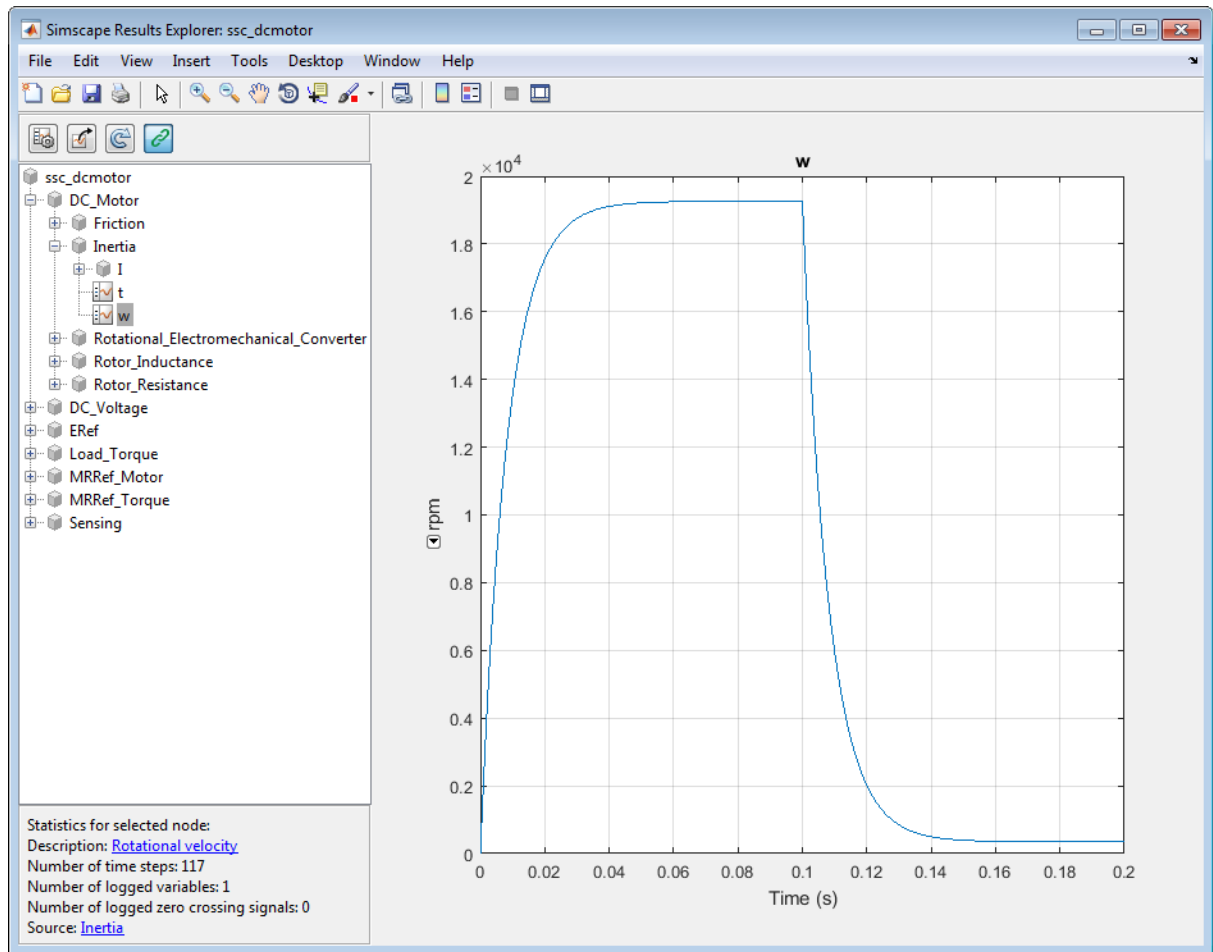 Simscape Results Explorer: ssc_dcmotor
File Edit View Insert Tools Desktop Window Help
ssc_dcmotor
DC_Motor
Friction
Inertia
I
t
w
Rotational_Electromechanical_Converter
Rotor_Inductance
Rotor_Resistance
DC_Voltage
ERef
Load_Torque
MRRef_Motor
MRRef_Torque
Sensing
Statistics for selected node:
Description: Rotational velocity
Number of time steps: 117
Number of logged variables: 1
Number of logged zero crossing signals: 0
Source: Inertia
w
×10⁴
2
1.8
1.6
1.4
1.2
1
0.8
0.6
0.4
0.2
0
rpm
0 0.02 0.04 0.06 0.08 0.1 0.12 0.14 0.16 0.18 0.2
Time (s)